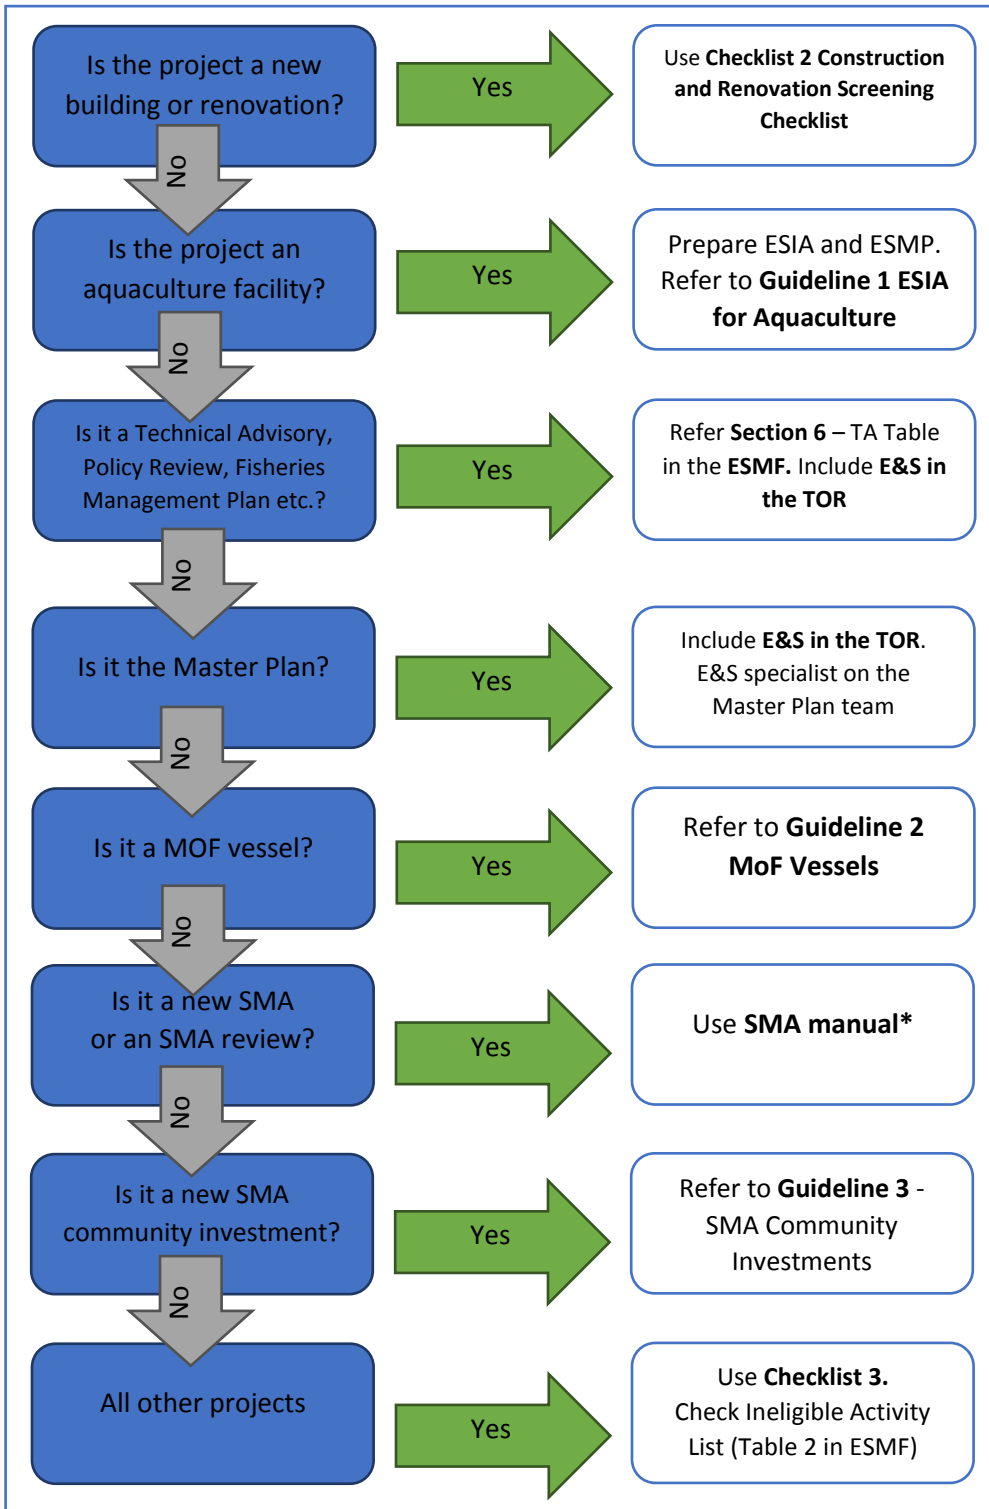 Is the project a new
building or renovation?
Yes
Use Checklist 2 Construction
and Renovation Screening
Checklist
No
Is the project an
aquaculture facility?
Yes
Prepare ESIA and ESMP.
Refer to Guideline 1 ESIA
for Aquaculture
No
Is it a Technical Advisory,
Policy Review, Fisheries
Management Plan etc.?
Yes
Refer Section 6 – TA Table
in the ESMF. Include E&S in
the TOR
No
Is it the Master Plan?
Yes
Include E&S in the TOR.
E&S specialist on the
Master Plan team
No
Is it a MOF vessel?
Yes
Refer to Guideline 2
MoF Vessels
No
Is it a new SMA
or an SMA review?
Yes
Use SMA manual*
No
Is it a new SMA
community investment?
Yes
Refer to Guideline 3 -
SMA Community
Investments
No
All other projects
Yes
Use Checklist 3.
Check Ineligible Activity
List (Table 2 in ESMF)